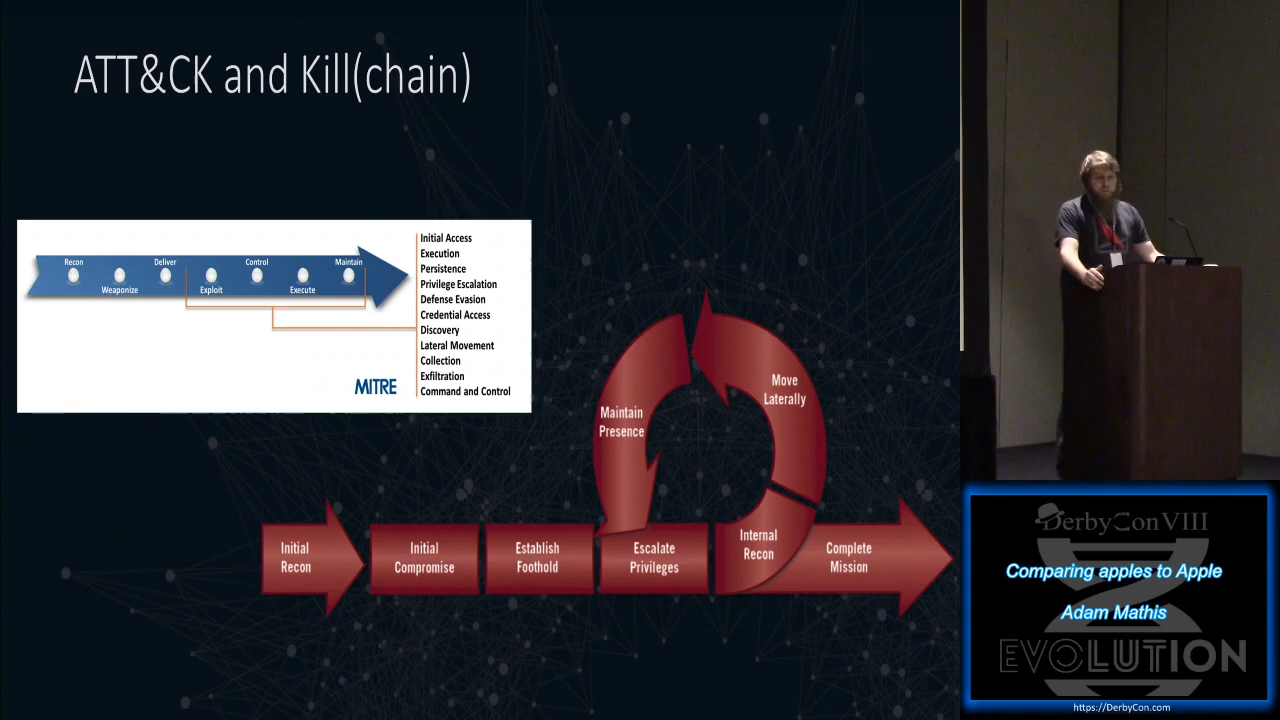 ATT&CK and Kill(chain)
Recon
Deliver
Control
Maintain
Weaponize
Exploit
Execute
Initial Access
Execution
Persistence
Privilege Escalation
Defense Evasion
Credential Access
Discovery
Lateral Movement
Collection
Exfiltration
Command and Control
MITRE
Move
Laterally
Maintain
Presence
Initial
Recon
Initial
Compromise
Establish
Foothold
Escalate
Privileges
Internal
Recon
Complete
Mission
DerbyCon VIII
Comparing apples to Apple
Adam Mathis
EVOLUTION
https://DerbyCon.com